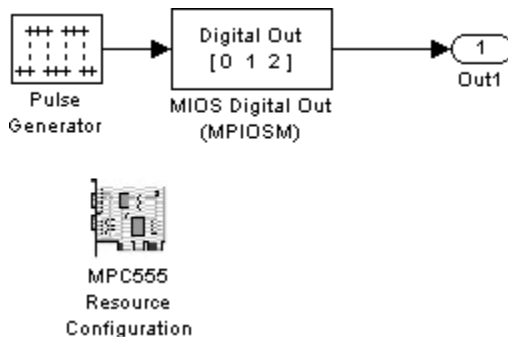 Digital Out
[0 1 2]
1
Pulse
Generator
MIOS Digital Out
(MPIOSM)
Out1
MPC555
Resource
Configuration